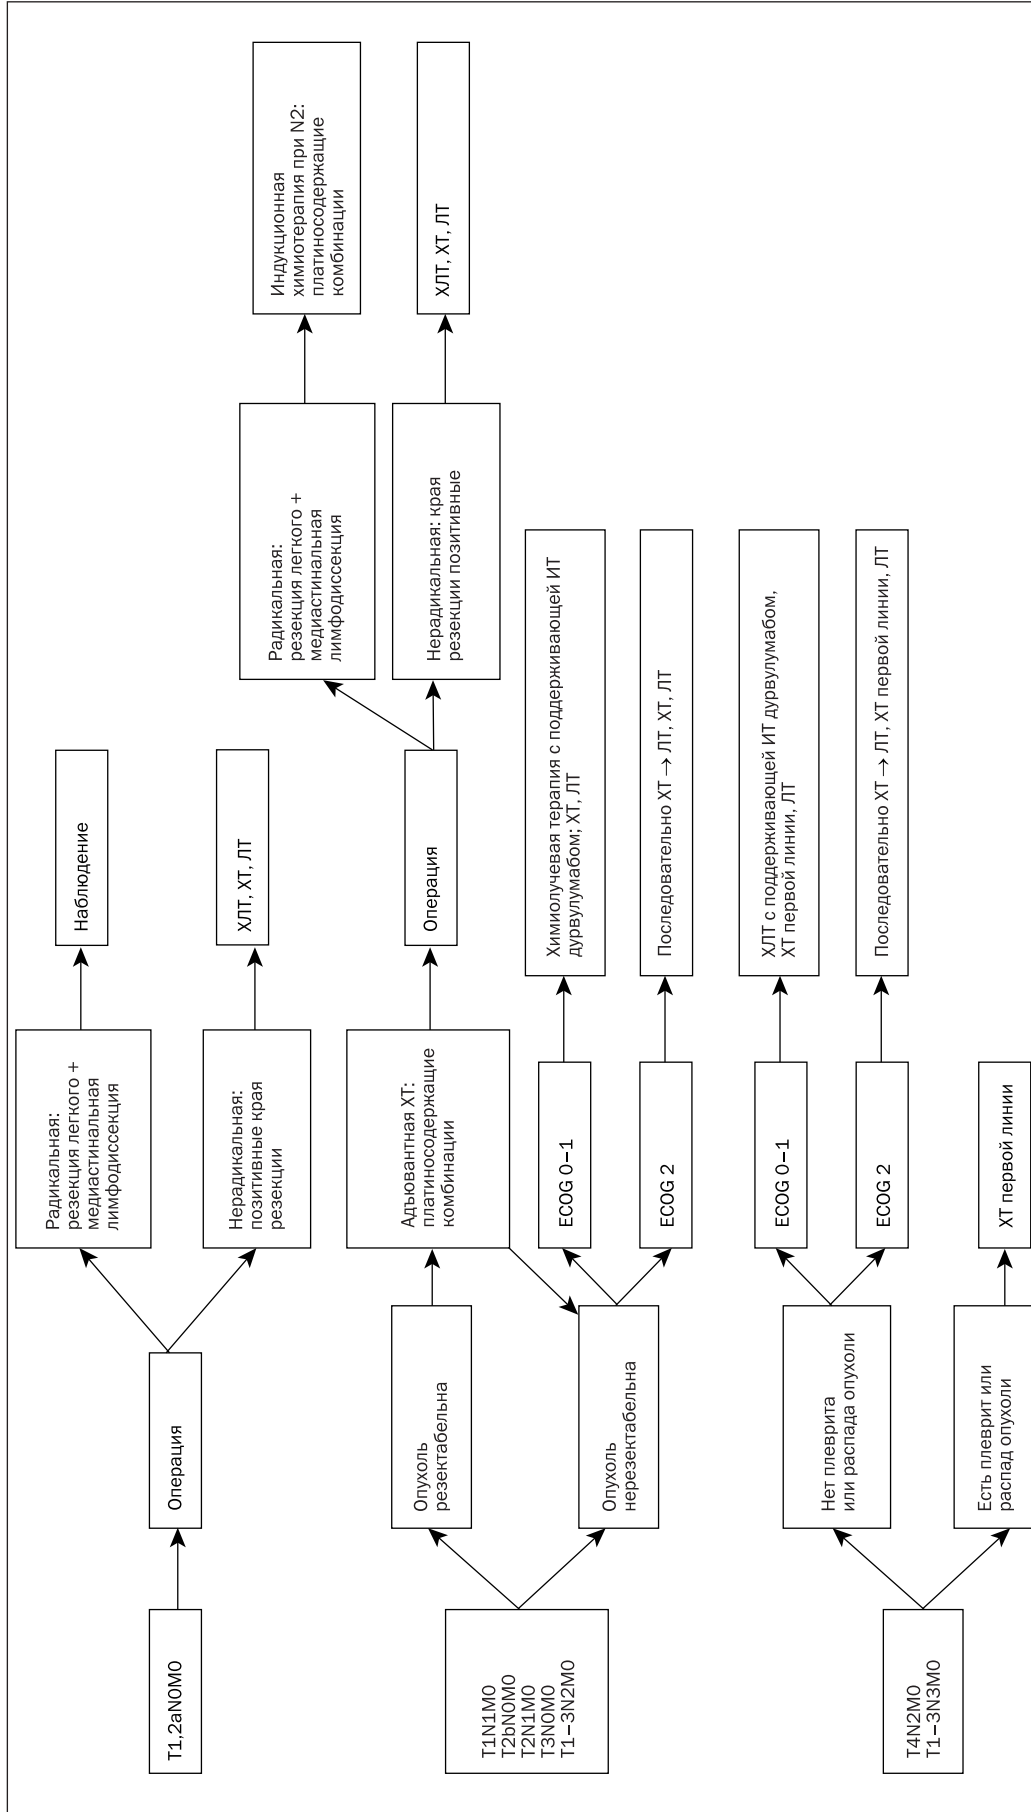 T1,2aN0M0
Операция
Радикальная:
резекция легкого +
медиастинальная
лимфодиссекция
Наблюдение
Нерадикальная:
позитивные края
резекции
ХЛТ, ХТ, ЛТ
T1N1M0
T2bN0M0
T2N1M0
T3N0M0
T1–3N2M0
Опухоль
резектабельна
Адъювантная ХТ:
платиносодержащие
комбинации
Операция
Радикальная:
резекция легкого +
медиастинальная
лимфодиссекция
Индукционная
химиотерапия при N2:
платиносодержащие
комбинации
Нерадикальная: края
резекции позитивные
ХЛТ, ХТ, ЛТ
Опухоль
нерезектабельна
ECOG 0–1
Химиолучевая терапия с поддерживающей ИТ
дурвулумабом; ХТ, ЛТ
ECOG 2
Последовательно ХТ → ЛТ, ХТ, ЛТ
T4N2M0
T1–3N3M0
Нет плеврита
или распада опухоли
ECOG 0–1
ХЛТ с поддерживающей ИТ дурвулумабом,
ХТ первой линии, ЛТ
ECOG 2
Последовательно ХТ → ЛТ, ХТ первой линии, ЛТ
Есть плеврит или
распад опухоли
ХТ первой линии